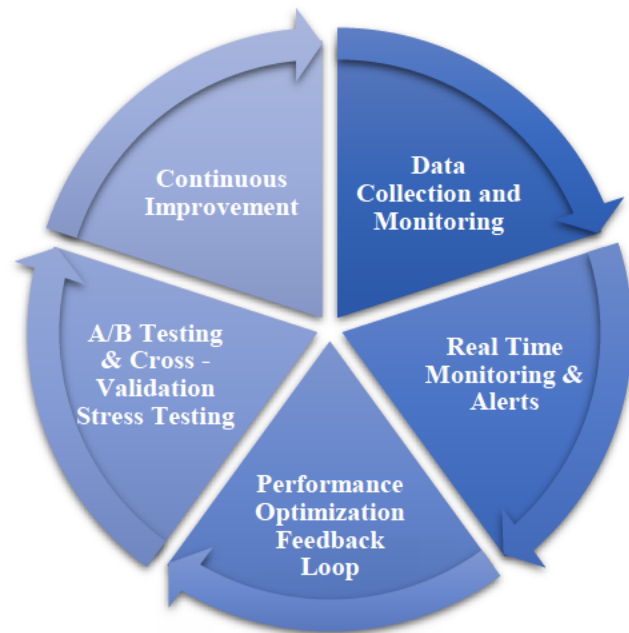 Data
Collection and
Monitoring
Real Time
Monitoring &
Alerts
Performance
Optimization
Feedback
Loop
A/B Testing
& Cross -
Validation
Stress Testing
Continuous
Improvement